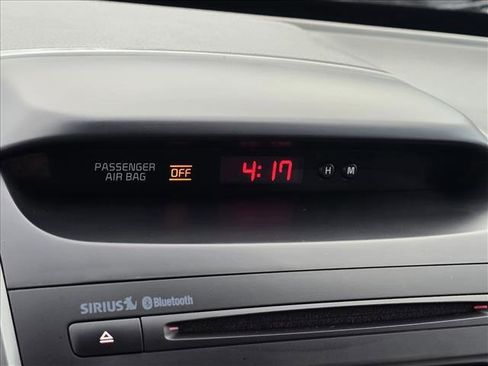 PASSENGER
AIR BAG
OFF
4:17
H M
SIRIUS Bluetooth